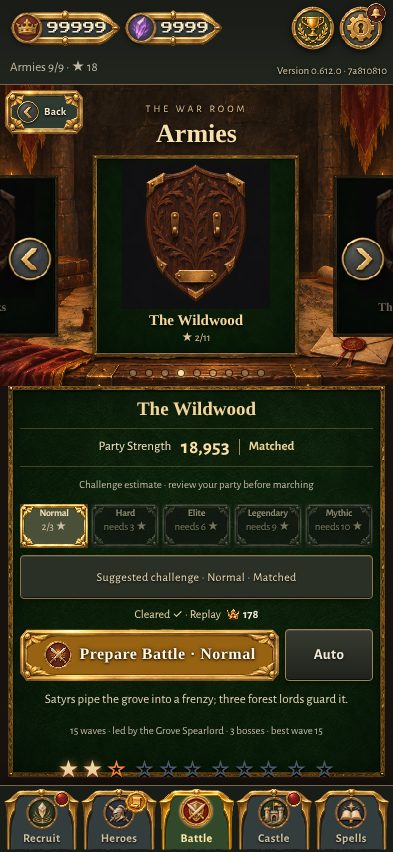 99999
9999
Armies 9/9 · ★ 18
Version 0.612.0 · 7a810810
Back
THE WAR ROOM
Armies
The Wildwood
★ 2/11
The Wildwood
Party Strength 18,953 | Matched
Challenge estimate · review your party before marching
Normal
2/3 ★
Hard
needs 3 ★
Elite
needs 6 ★
Legendary
needs 9 ★
Mythic
needs 10 ★
Suggested challenge · Normal · Matched
Cleared ✓ · Replay 178
Prepare Battle · Normal
Auto
Satyrs pipe the grove into a frenzy; three forest lords guard it.
15 waves · led by the Grove Spearlord · 3 bosses · best wave 15
Recruit
Heroes
Battle
Castle
Spells